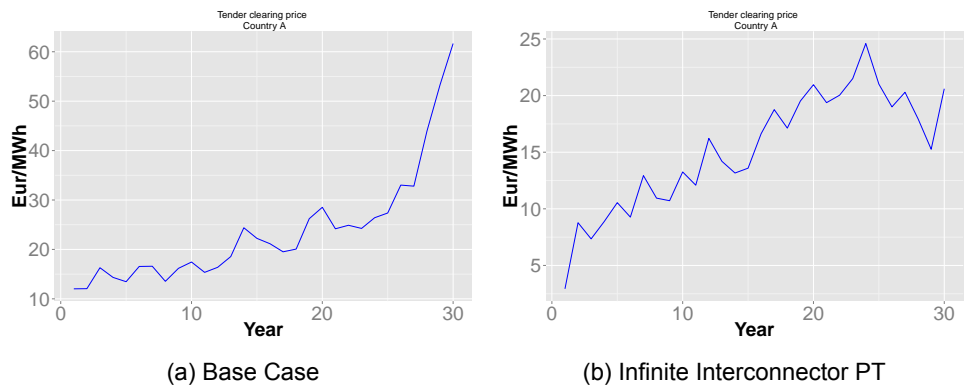 Tender clearing price
Country A
60
50
40
30
20
10
Eur/MWh
0
10
20
30
Year
(a) Base Case
Tender clearing price
Country A
25
20
15
10
5
Eur/MWh
0
10
20
30
Year
(b) Infinite Interconnector PT